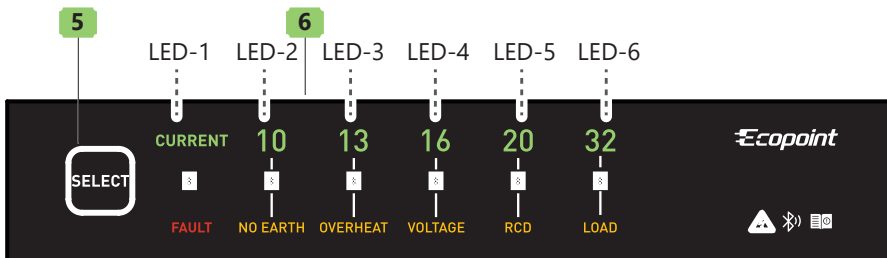 5 6
LED-1 LED-2 LED-3 LED-4 LED-5 LED-6
CURRENT 10 13 16 20 32 Ecopoint
SELECT
FAULT NO EARTH OVERHEAT VOLTAGE RCD LOAD